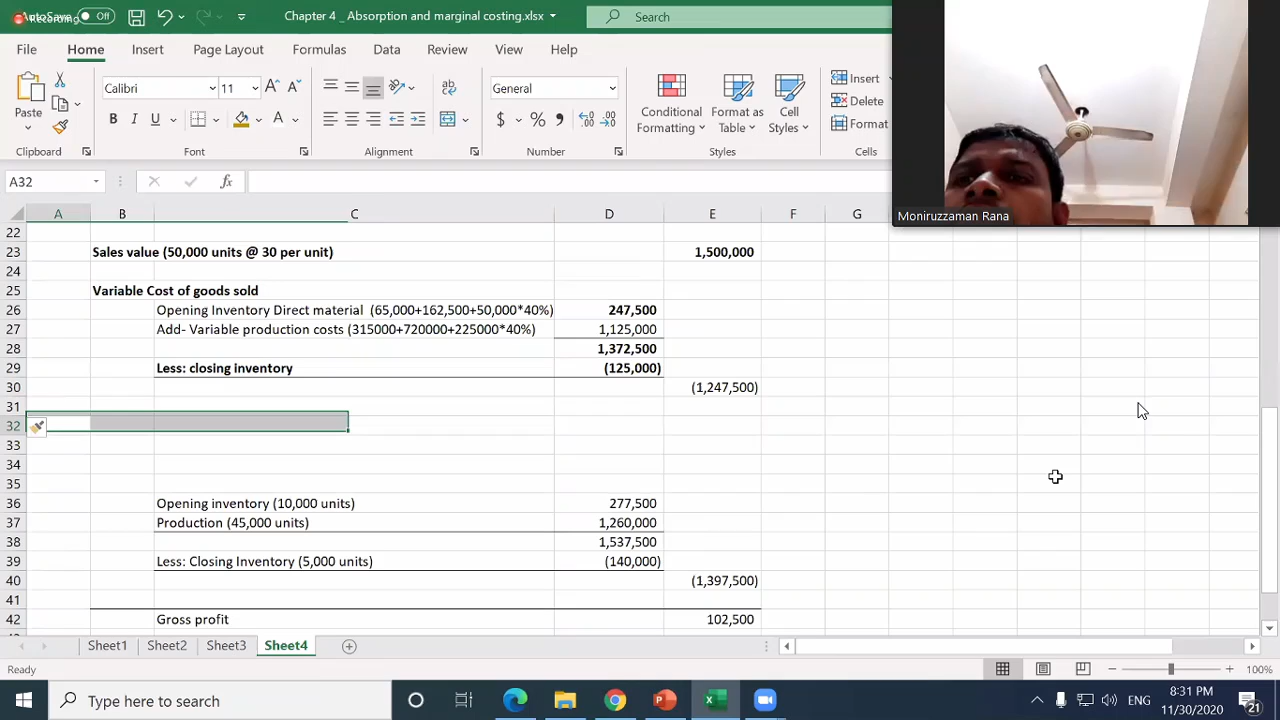 AutoSave Off
Recording
Chapter 4 _ Absorption and marginal costing.xlsx
Search
File Home Insert Page Layout Formulas Data Review View Help
Paste
Calibri 11
B I U A
General
$ % 9
Conditional Formatting
Format as Table
Cell Styles
Insert
Delete
Format
Clipboard Font Alignment Number Styles Cells
Moniruzzaman Rana
A32 fx
A B C D E F G
22
23 Sales value (50,000 units @ 30 per unit) 1,500,000
24
25 Variable Cost of goods sold
26 Opening Inventory Direct material (65,000+162,500+50,000*40%) 247,500
27 Add- Variable production costs (315000+720000+225000*40%) 1,125,000
28 1,372,500
29 Less: closing inventory (125,000)
30 (1,247,500)
31
32
33
34
35
36 Opening inventory (10,000 units) 277,500
37 Production (45,000 units) 1,260,000
38 1,537,500
39 Less: Closing Inventory (5,000 units) (140,000)
40 (1,397,500)
41
42 Gross profit 102,500
Sheet1 Sheet2 Sheet3 Sheet4
Ready 100%
Type here to search
ENG
8:31 PM
11/30/2020
21